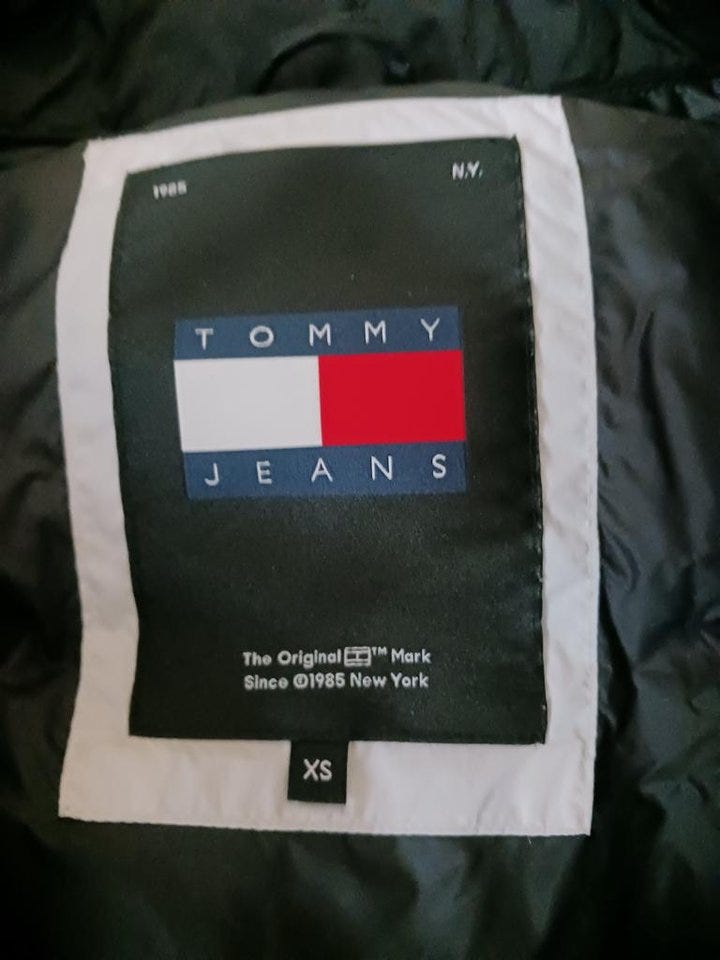 1985
N.Y.
TOMMY
JEANS
The Original ™ Mark
Since ©1985 New York
XS